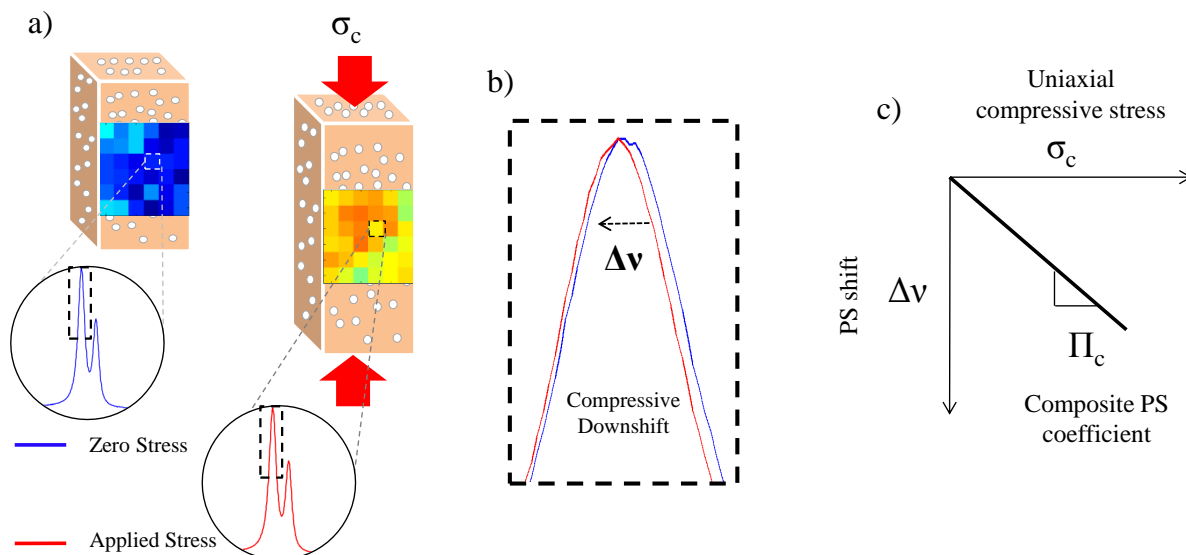 a)
σc
Zero Stress
Applied Stress
b)
Δν
Compressive
Downshift
c)
Uniaxial
compressive stress
σc
PS shift
Δν
Πc
Composite PS
coefficient